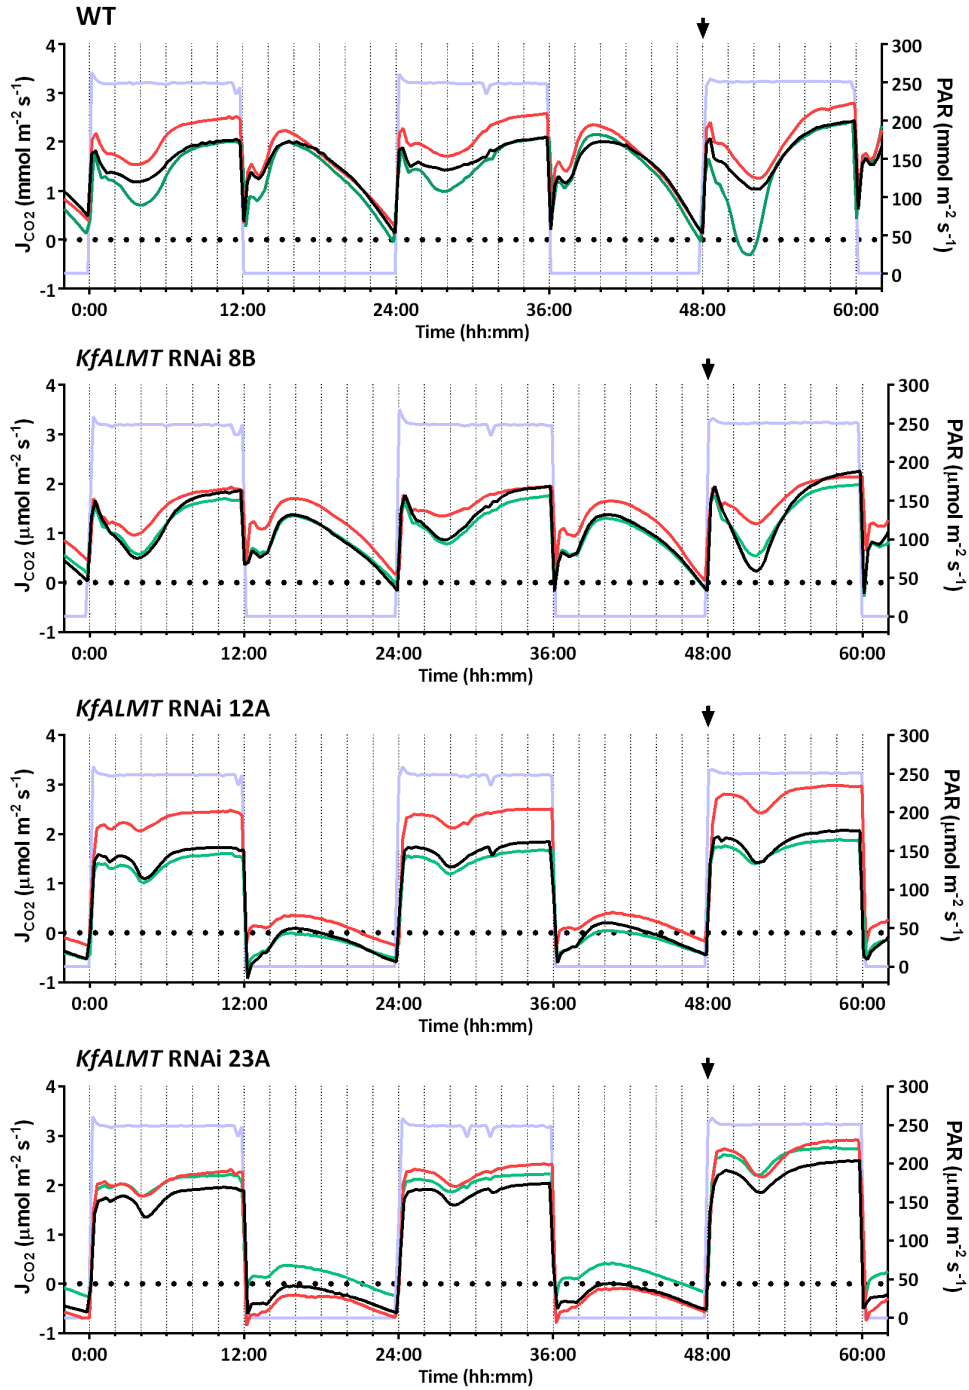 WT
4 3 2 1 0 -1
J_CO2 (mmol m^-2 s^-1)
300 250 200 150 100 50 0
PAR (mmol m^-2 s^-1)
0:00 12:00 24:00 36:00 48:00 60:00
Time (hh:mm)
KfALMT RNAi 8B
4 3 2 1 0 -1
J_CO2 (μmol m^-2 s^-1)
300 250 200 150 100 50 0
PAR (μmol m^-2 s^-1)
0:00 12:00 24:00 36:00 48:00 60:00
Time (hh:mm)
KfALMT RNAi 12A
4 3 2 1 0 -1
J_CO2 (μmol m^-2 s^-1)
300 250 200 150 100 50 0
PAR (μmol m^-2 s^-1)
0:00 12:00 24:00 36:00 48:00 60:00
Time (hh:mm)
KfALMT RNAi 23A
4 3 2 1 0 -1
J_CO2 (μmol m^-2 s^-1)
300 250 200 150 100 50 0
PAR (μmol m^-2 s^-1)
0:00 12:00 24:00 36:00 48:00 60:00
Time (hh:mm)